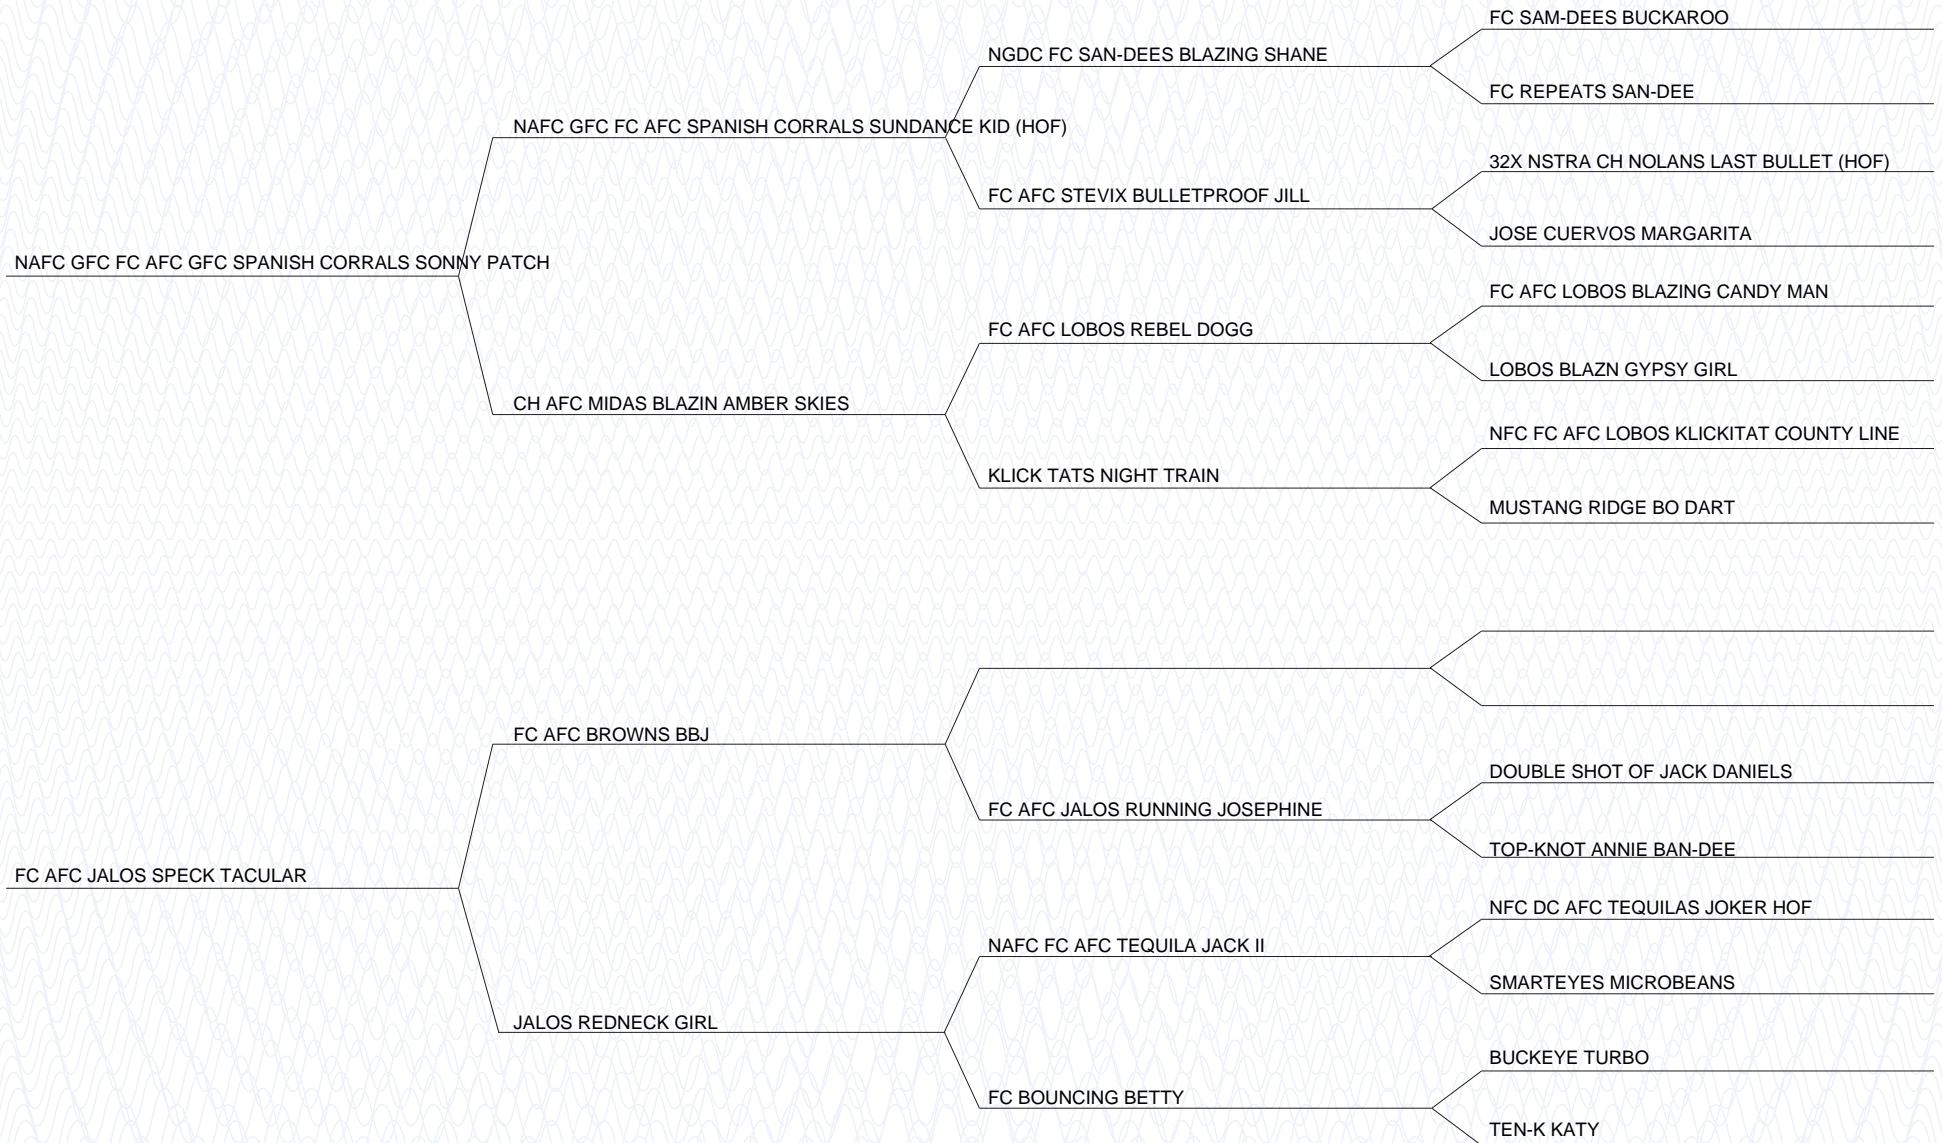 FC SAM-DEES BUCKAROO
NGDC FC SAN-DEES BLAZING SHANE
FC REPEATS SAN-DEE
NAFC GFC FC AFC SPANISH CORRALS SUNDANCE KID (HOF)
32X NSTRA CH NOLANS LAST BULLET (HOF)
FC AFC STEVIX BULLETPROOF JILL
JOSE CUERVOS MARGARITA
NAFC GFC FC AFC GFC SPANISH CORRALS SONNY PATCH
FC AFC LOBOS BLAZING CANDY MAN
FC AFC LOBOS REBEL DOGG
LOBOS BLAZN GYPSY GIRL
CH AFC MIDAS BLAZIN AMBER SKIES
NFC FC AFC LOBOS KLICKITAT COUNTY LINE
KLICK TATS NIGHT TRAIN
MUSTANG RIDGE BO DART
FC AFC BROWNS BBJ
DOUBLE SHOT OF JACK DANIELS
FC AFC JALOS RUNNING JOSEPHINE
TOP-KNOT ANNIE BAN-DEE
FC AFC JALOS SPECK TACULAR
NFC DC AFC TEQUILAS JOKER HOF
NAFC FC AFC TEQUILA JACK II
SMARTEYES MICROBEANS
JALOS REDNECK GIRL
BUCKEYE TURBO
FC BOUNCING BETTY
TEN-K KATY